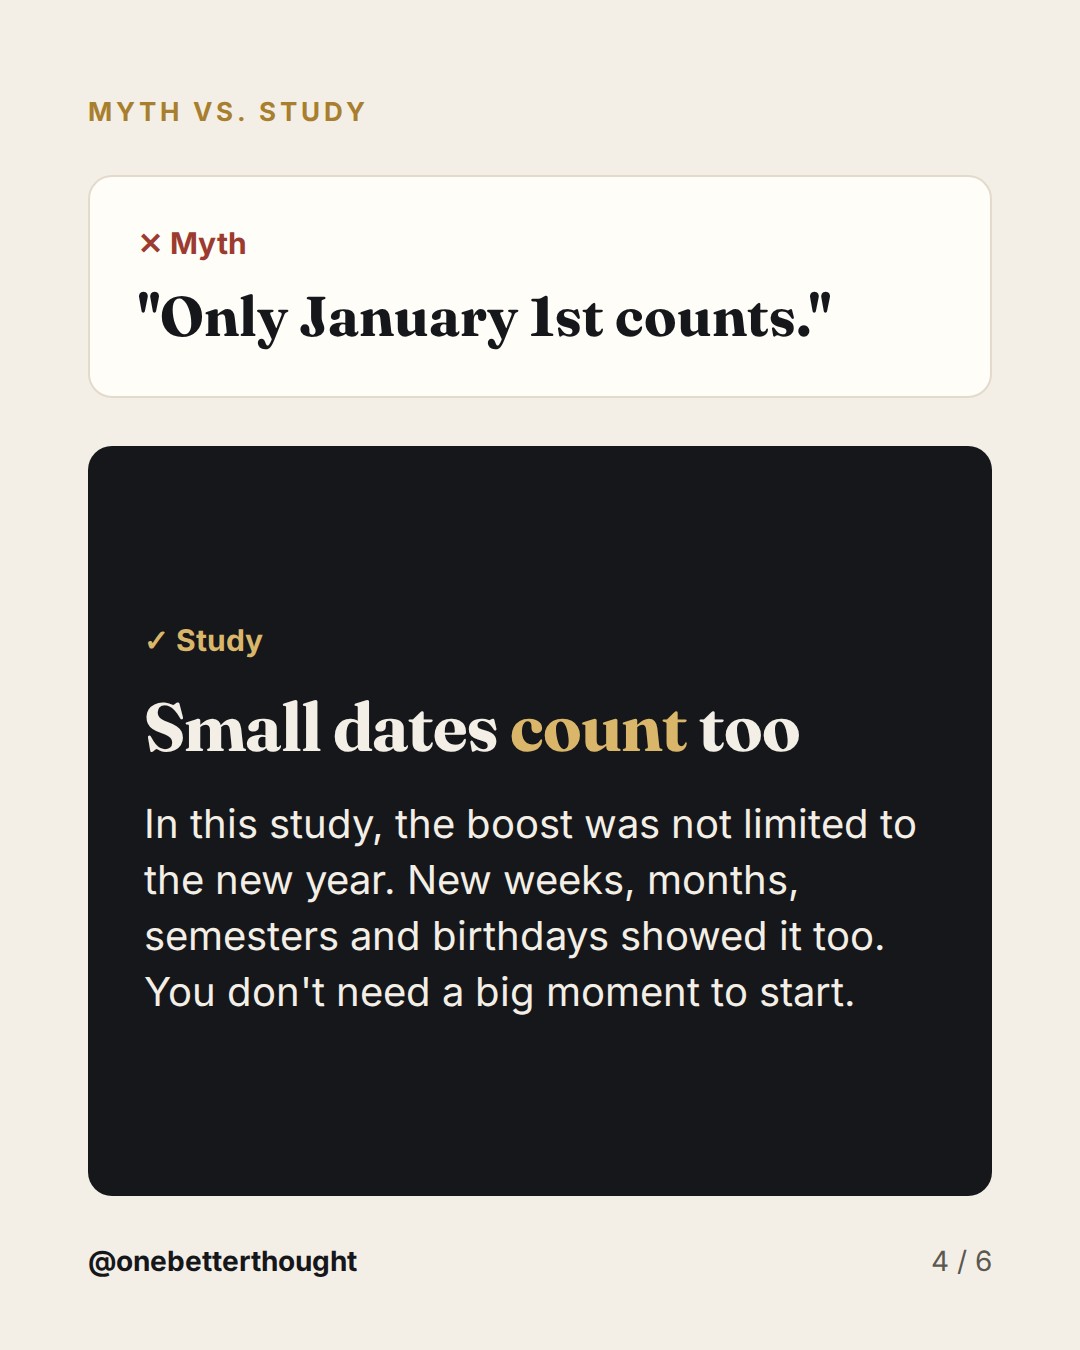 MYTH VS. STUDY
✕ Myth
"Only January 1st counts."
✓ Study
Small dates count too
In this study, the boost was not limited to
the new year. New weeks, months,
semesters and birthdays showed it too.
You don't need a big moment to start.
@onebetterthought
4 / 6